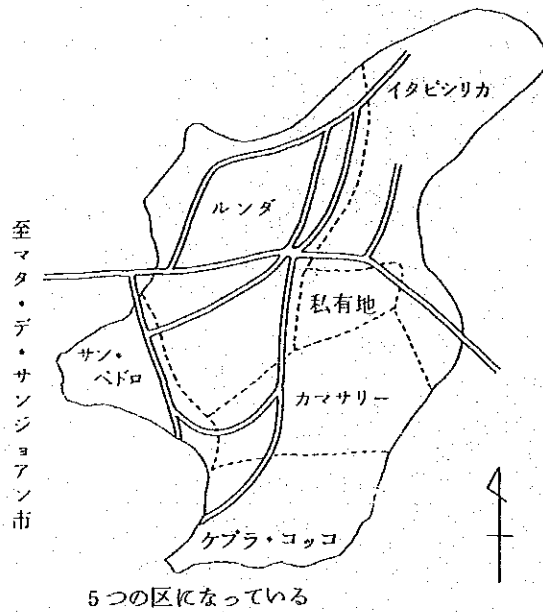 イタピシリカ
ルンダ
至マタ・デ・サンジョアン市
私有地
サン・
ペドロ
カマサリー
ケブラ・コッコ
5つの区になっている